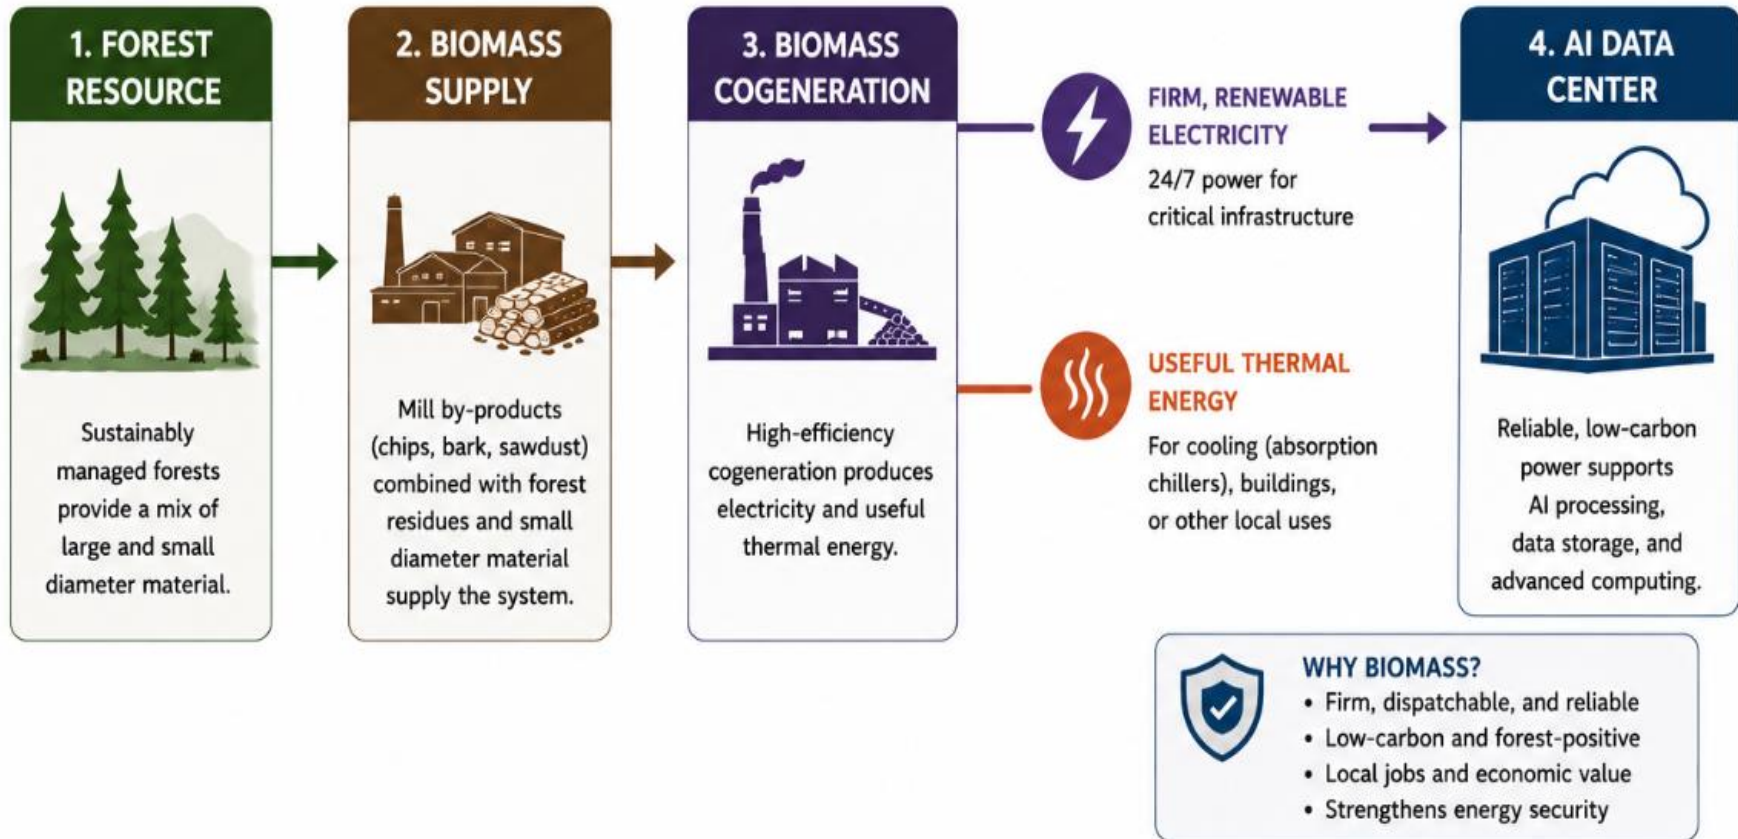 1. FOREST
RESOURCE
Sustainably
managed forests
provide a mix of
large and small
diameter material.
2. BIOMASS
SUPPLY
Mill by-products
(chips, bark, sawdust)
combined with forest
residues and small
diameter material
supply the system.
3. BIOMASS
COGENERATION
High-efficiency
cogeneration produces
electricity and useful
thermal energy.
FIRM, RENEWABLE
ELECTRICITY
24/7 power for
critical infrastructure
USEFUL THERMAL
ENERGY
For cooling (absorption
chillers), buildings,
or other local uses
4. AI DATA
CENTER
Reliable, low-carbon
power supports
AI processing,
data storage, and
advanced computing.
WHY BIOMASS?
• Firm, dispatchable, and reliable
• Low-carbon and forest-positive
• Local jobs and economic value
• Strengthens energy security